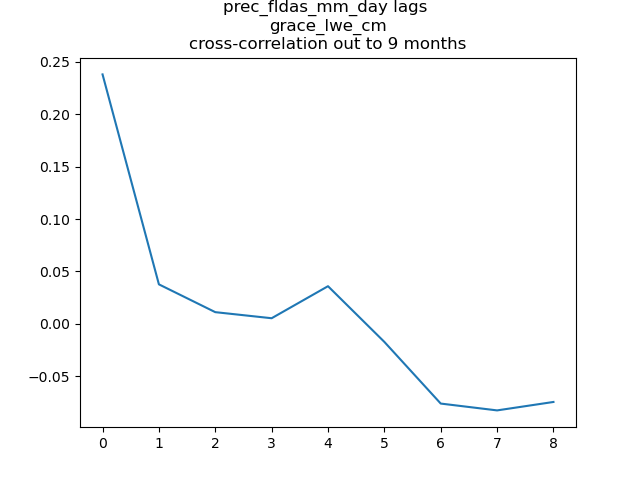 prec_fldas_mm_day lags
grace_lwe_cm
cross-correlation out to 9 months
0.25
0.20
0.15
0.10
0.05
0.00
−0.05
0 1 2 3 4 5 6 7 8